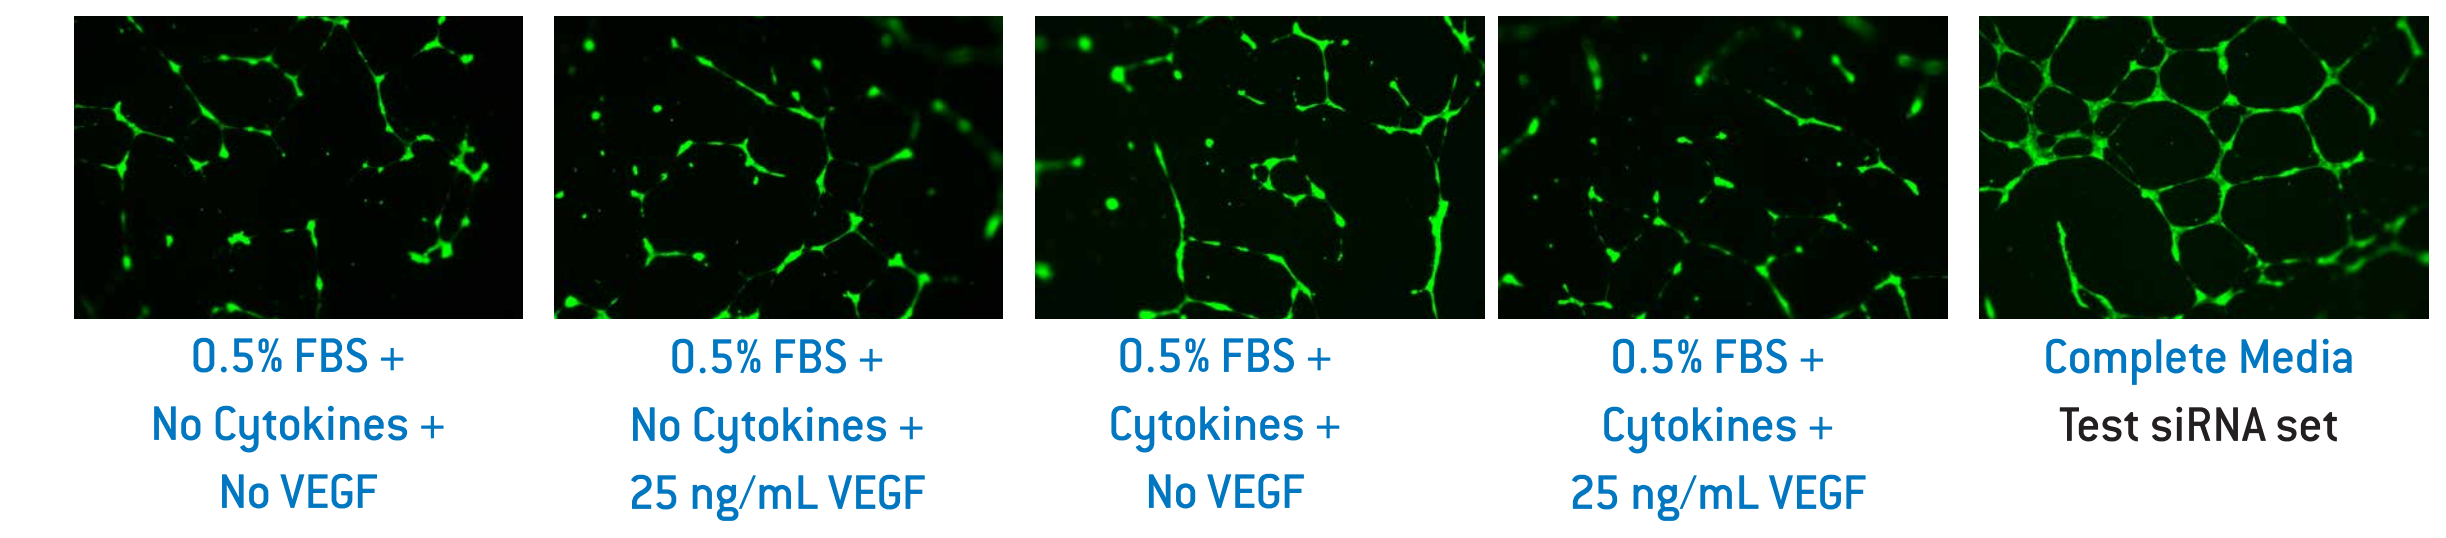 0.5% FBS +
No Cytokines +
No VEGF
0.5% FBS +
No Cytokines +
25 ng/mL VEGF
0.5% FBS +
Cytokines +
No VEGF
0.5% FBS +
Cytokines +
25 ng/mL VEGF
Complete Media
Test siRNA set